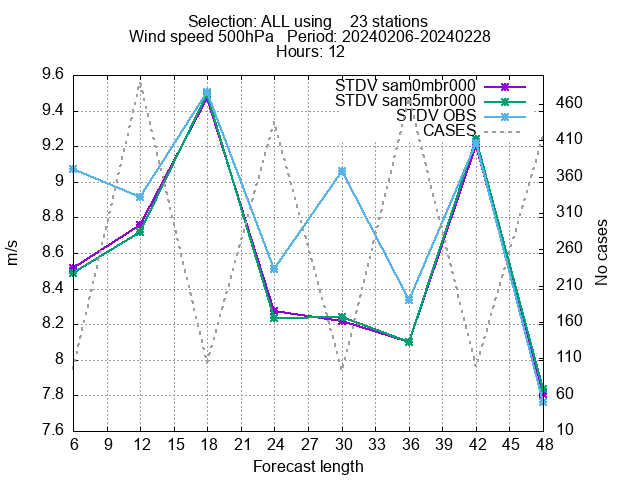 Selection: ALL using    23 stations
Wind speed 500hPa   Period: 20240206-20240228
Hours: 12
STDV sam0mbr000
STDV sam5mbr000
STDV OBS
CASES
9.6
9.4
9.2
9
8.8
8.6
8.4
8.2
8
7.8
7.6
m/s
460
410
360
310
260
210
160
110
60
10
No cases
6 9 12 15 18 21 24 27 30 33 36 39 42 45 48
Forecast length